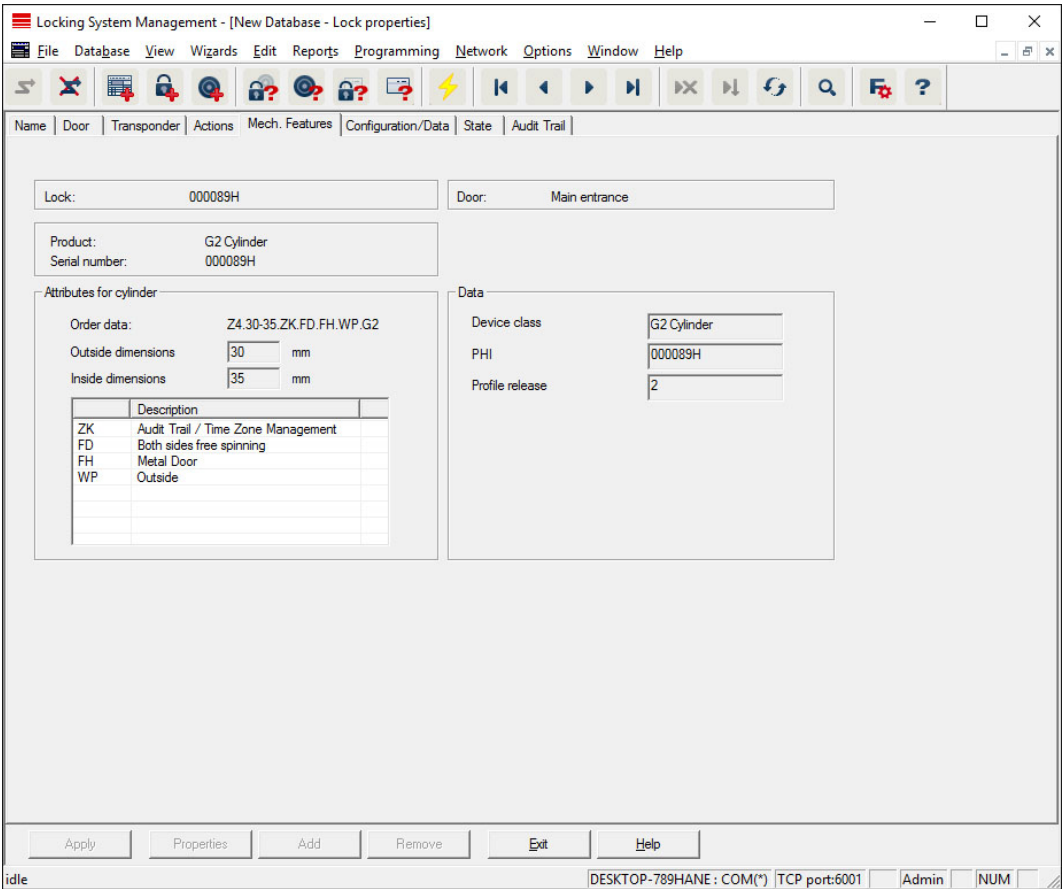 Locking System Management - [New Database - Lock properties]
File Database View Wizards Edit Reports Programming Network Options Window Help
Name Door Transponder Actions Mech. Features Configuration/Data State Audit Trail
Lock: 000089H
Door: Main entrance
Product: G2 Cylinder
Serial number: 000089H
Attributes for cylinder
Order data: Z4.30-35.ZK.FD.FH.WP.G2
Outside dimensions 30 mm
Inside dimensions 35 mm
Description
ZK Audit Trail / Time Zone Management
FD Both sides free spinning
FH Metal Door
WP Outside
Data
Device class G2 Cylinder
PHI 000089H
Profile release 2
Apply Properties Add Remove Exit Help
idle DESKTOP-789HANE : COM(*) TCP port:6001 Admin NUM